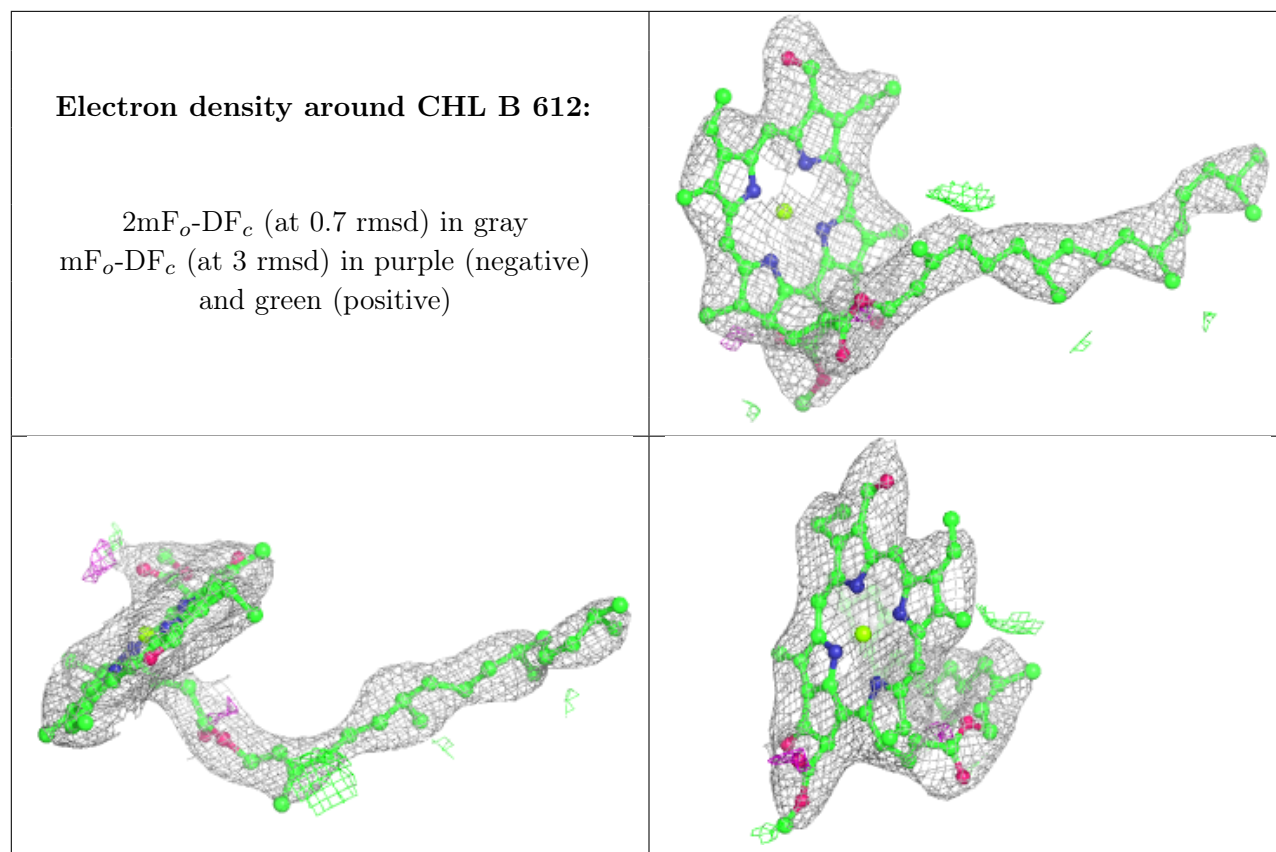 Electron density around CHL B 612:
2mFo-DFc (at 0.7 rmsd) in gray
mFo-DFc (at 3 rmsd) in purple (negative)
and green (positive)